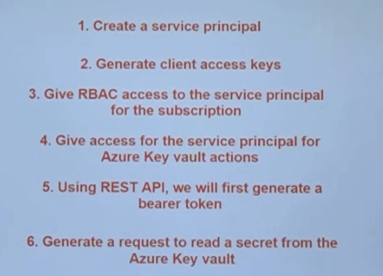 1. Create a service principal
2. Generate client access keys
3. Give RBAC access to the service principal
for the subscription
4. Give access for the service principal for
Azure Key vault actions
5. Using REST API, we will first generate a
bearer token
6. Generate a request to read a secret from the
Azure Key vault